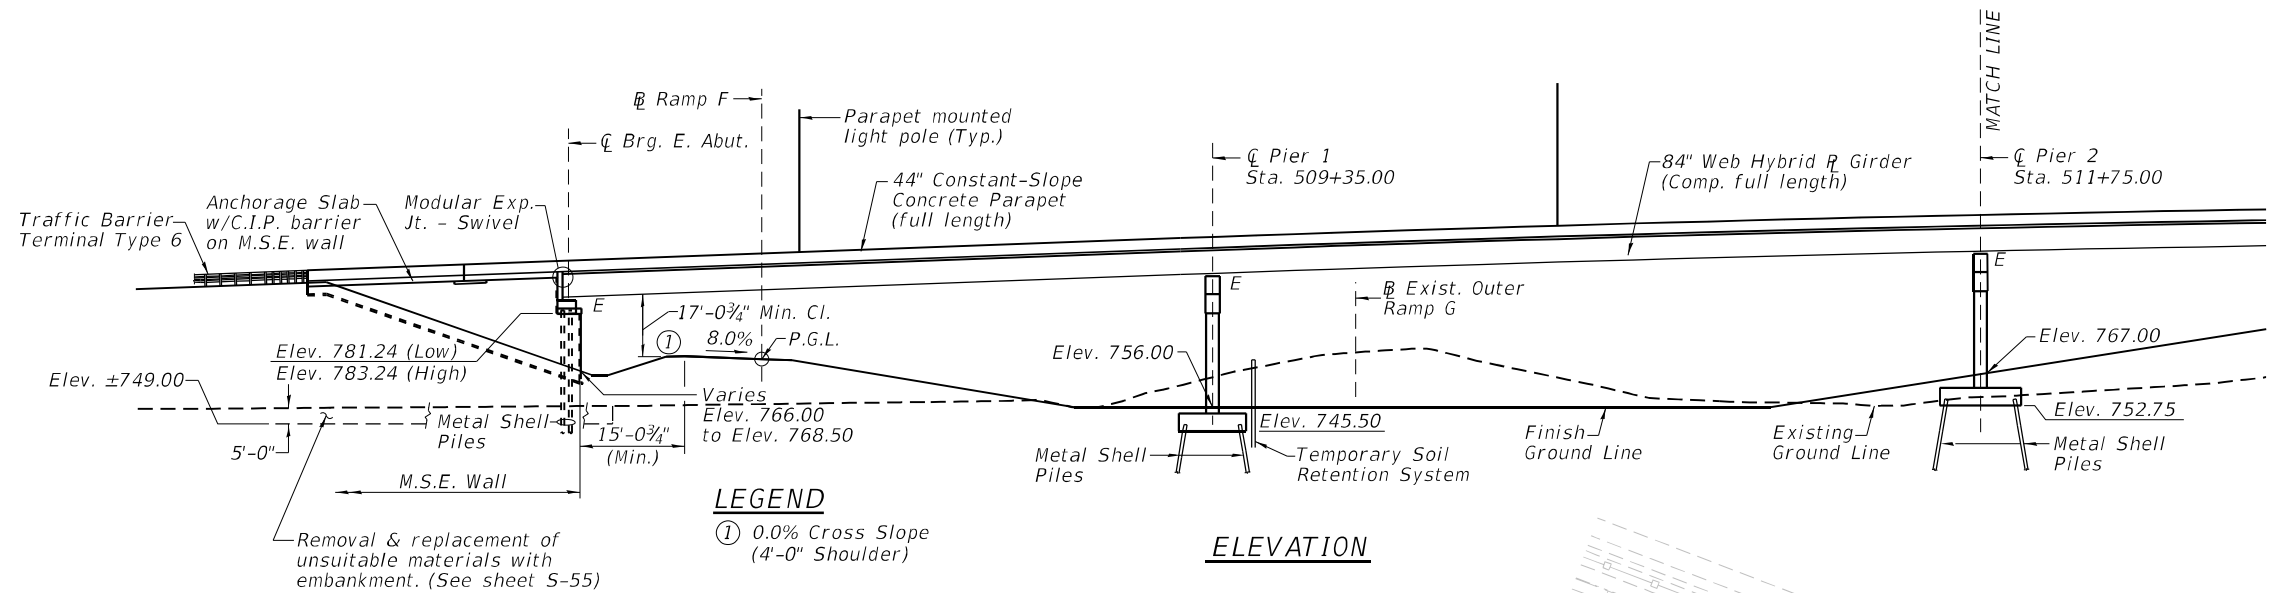 MATCH LINE
℄ Ramp F
Parapet mounted
light pole (Typ.)
℄ Brg. E. Abut.
℄ Pier 1
Sta. 509+35.00
84" Web Hybrid ℄ Girder
(Comp. full length)
℄ Pier 2
Sta. 511+75.00
44" Constant-Slope
Concrete Parapet
(full length)
Traffic Barrier
Terminal Type 6
Anchorage Slab
w/C.I.P. barrier
on M.S.E. wall
Modular Exp.
Jt. - Swivel
E
E
E
B Exist. Outer
Ramp G
17'-0¾" Min. Cl.
1
8.0%
P.G.L.
Elev. 781.24 (Low)
Elev. 783.24 (High)
Elev. 756.00
Elev. 767.00
Elev. ±749.00
Varies
Elev. 766.00
to Elev. 768.50
Metal Shell
Piles
5'-0"
15'-0¾"
(Min.)
Elev. 745.50
Elev. 752.75
Metal Shell
Piles
Temporary Soil
Retention System
Finish
Ground Line
Existing
Ground Line
Metal Shell
Piles
M.S.E. Wall
LEGEND
1 0.0% Cross Slope
(4'-0" Shoulder)
Removal & replacement of
unsuitable materials with
embankment. (See sheet S-55)
ELEVATION